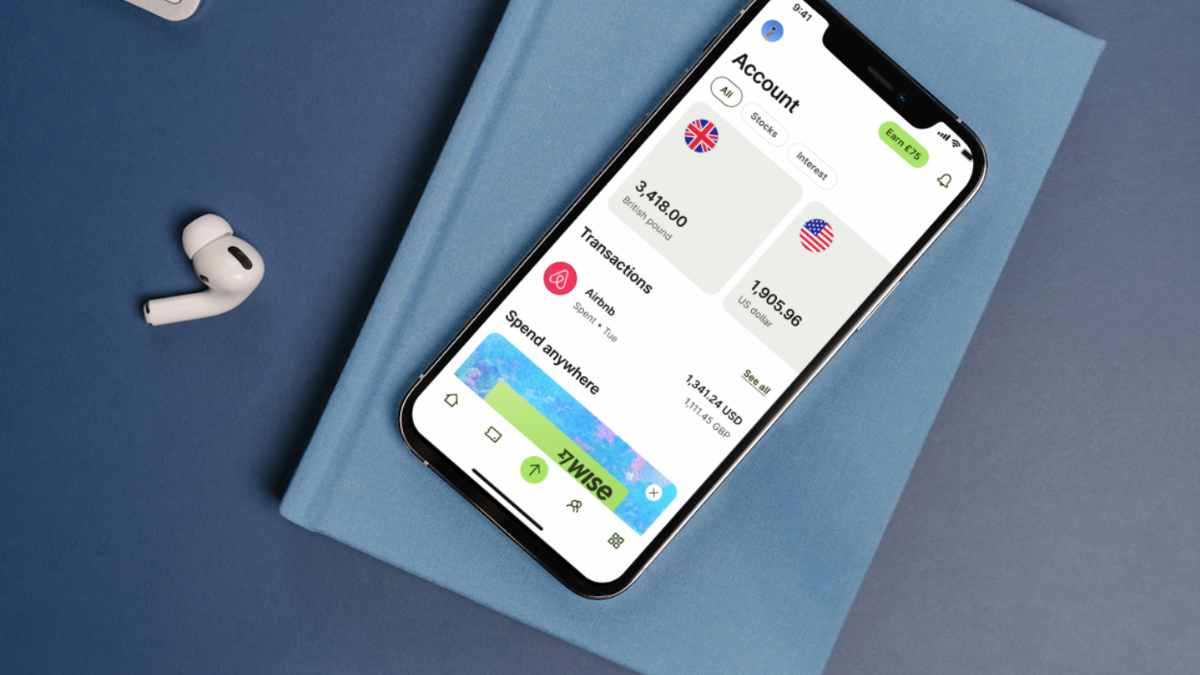 9:41
Account
Earn £75
All
Stocks
Interest
3,418.00
British pound
1,905.96
US dollar
Transactions
See all
Airbnb
Spent • Tue
1,341.24 USD
1,111.45 GBP
Spend anywhere
7WISE